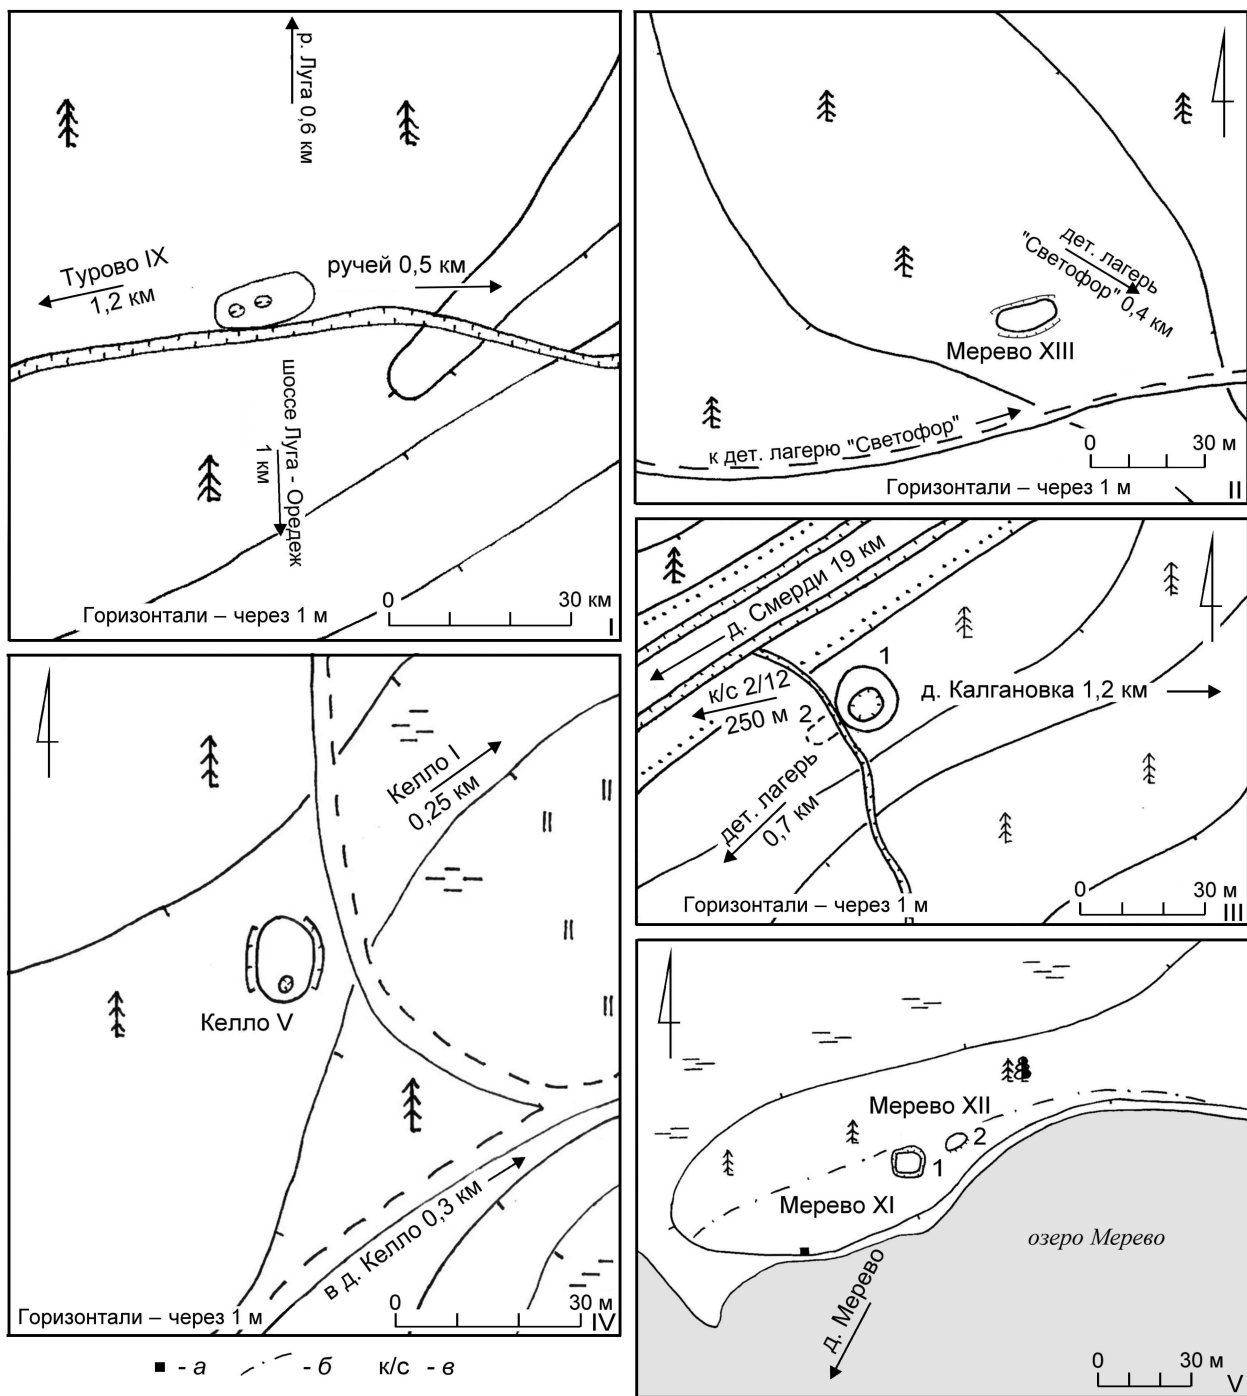 р. Луга 0,6 км
Турово IX
1,2 км
ручей 0,5 км
шоссе Луга - Оредеж
1 км
0 30 км
Горизонтали – через 1 м
I
дет. лагерь
"Светофор" 0,4 км
Мерево XIII
к дет. лагерю "Светофор"
0 30 м
Горизонтали – через 1 м
II
д. Смерди 19 км
к/с 2/12
250 м
1
2
д. Калгановка 1,2 км
дет. лагерь
0,7 км
0 30 м
Горизонтали – через 1 м
III
Келло I
0,25 км
Келло V
в д. Келло 0,3 км
0 30 м
Горизонтали – через 1 м
IV
Мерево XII
2
1
Мерево XI
озеро Мерево
д. Мерево
0 30 м
V
- а - б к/с - в